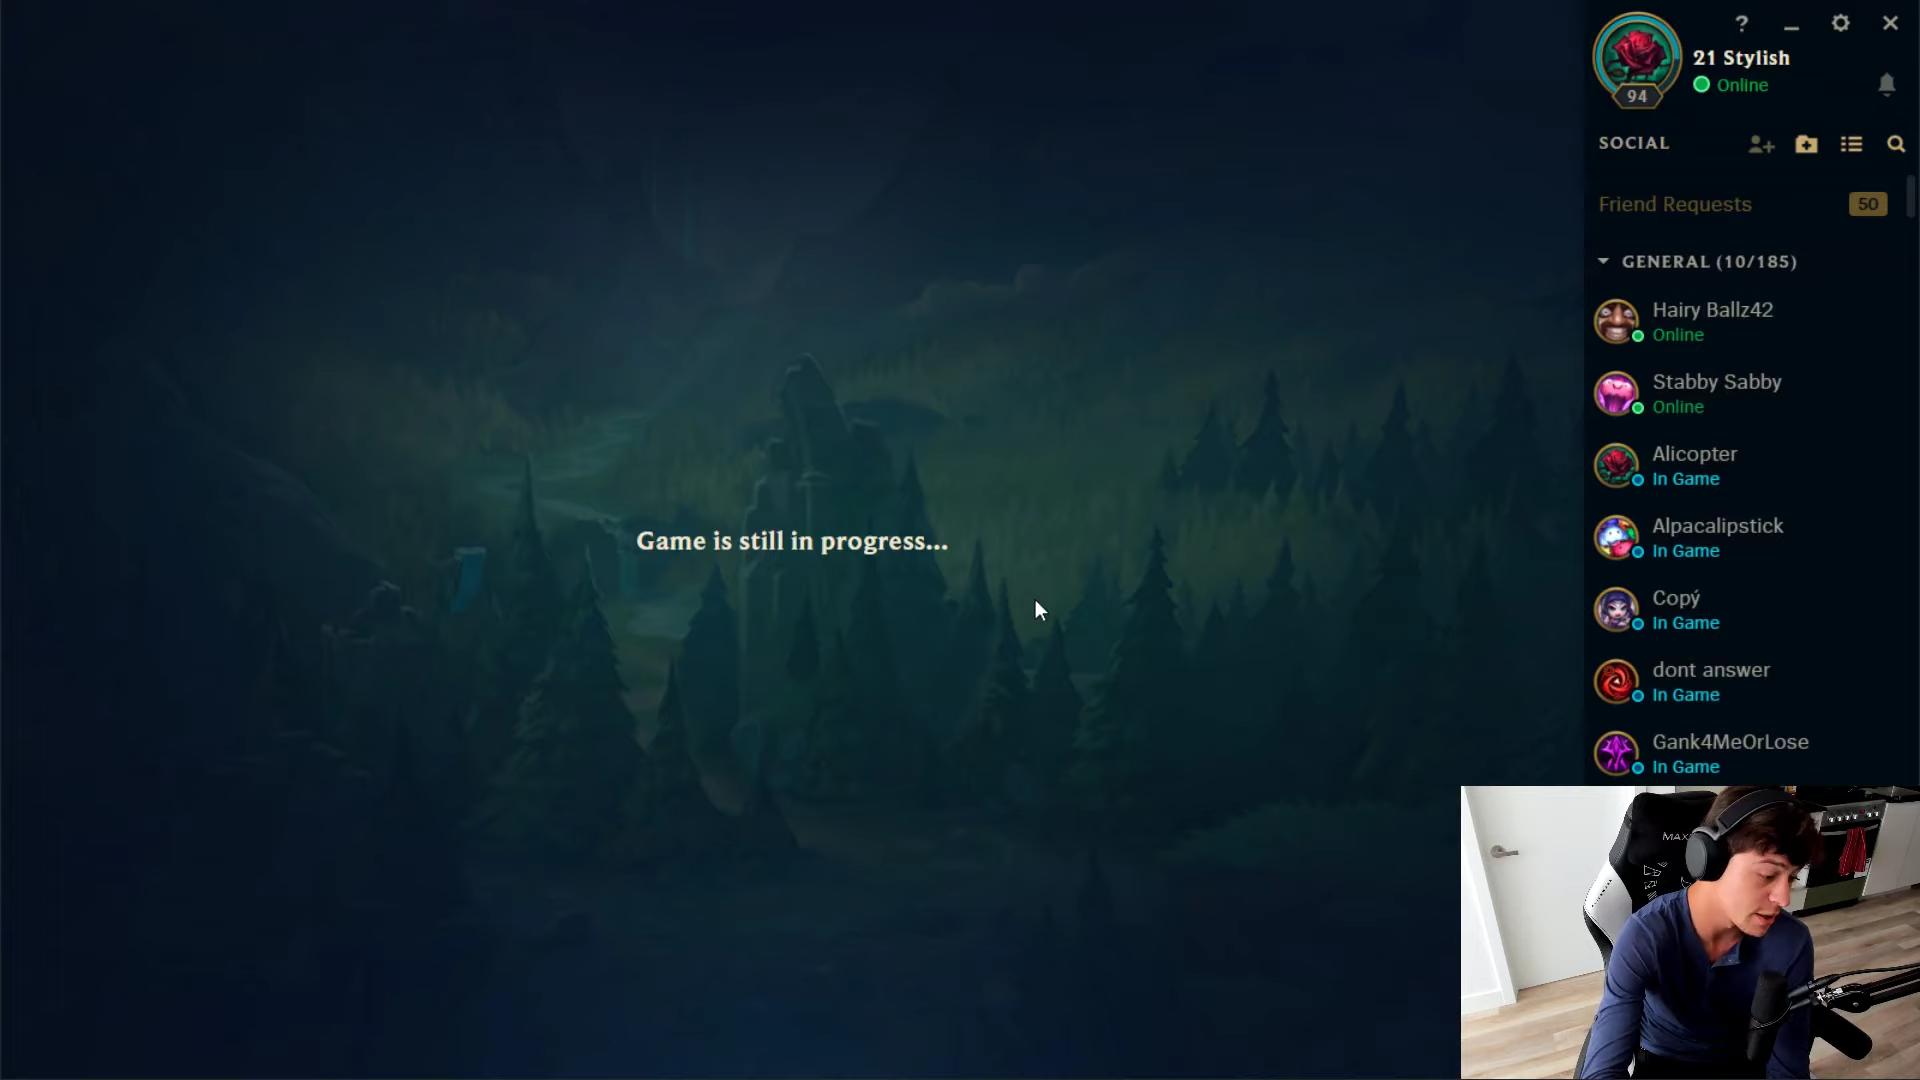 ?
21 Stylish
Online
94
SOCIAL
Friend Requests
50
GENERAL (10/185)
Hairy Ballz42
Online
Stabby Sabby
Online
Alicopter
In Game
Alpacalipstick
In Game
Copý
In Game
dont answer
In Game
Gank4MeOrLose
In Game
Game is still in progress...